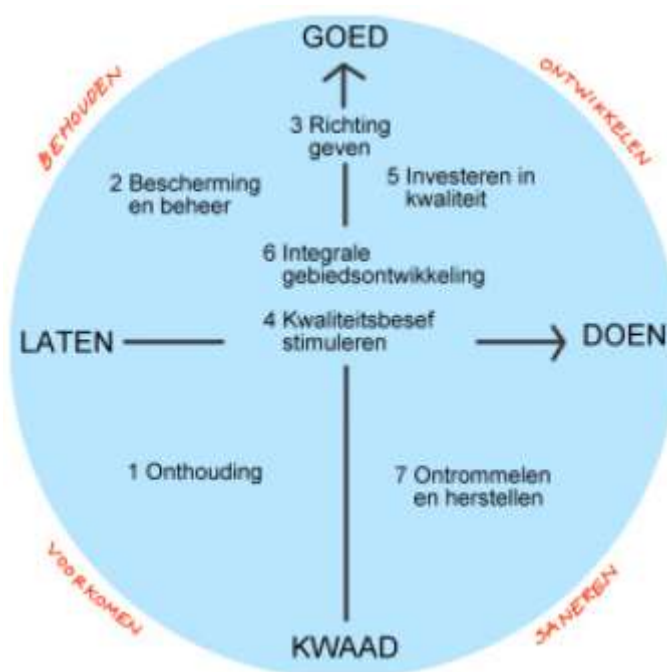 GOED
BEHOUDEN
ONTWIKKELEN
3 Richting
geven
2 Bescherming
en beheer
5 Investeren in
kwaliteit
6 Integrale
gebiedsontwikkeling
4 Kwaliteitsbesef
stimuleren
LATEN
DOEN
1 Onthouding
7 Ontrommelen
en herstellen
VOORKOMEN
SANEREN
KWAAD